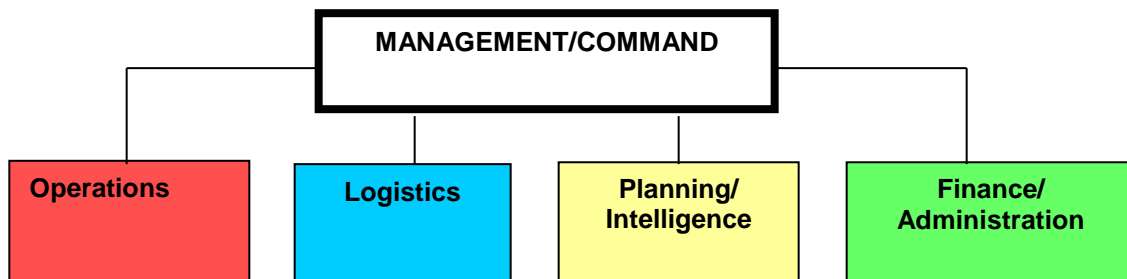 MANAGEMENT/COMMAND
Operations
Logistics
Planning/
Intelligence
Finance/
Administration